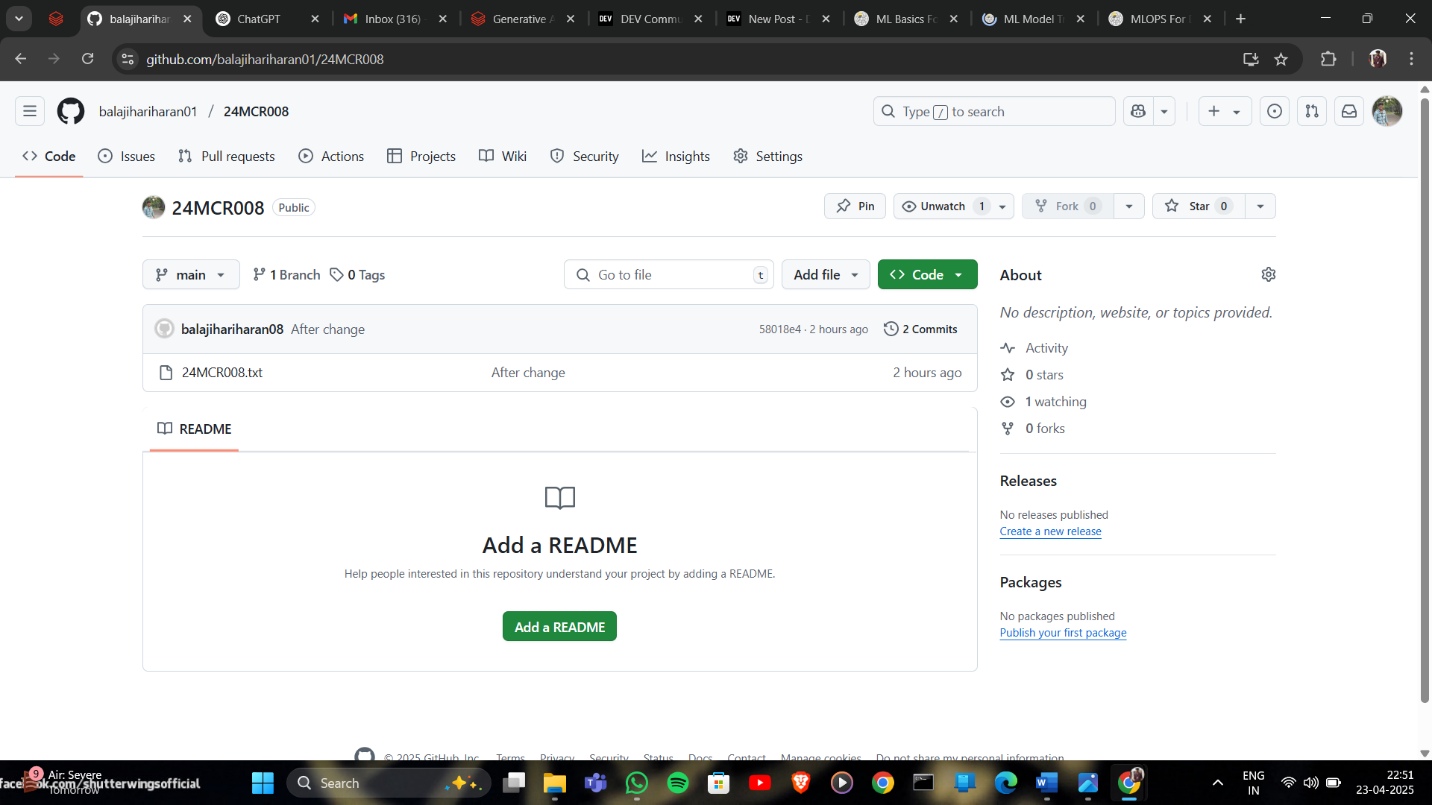 balajiharihar
ChatGPT
Inbox (316)
Generative A
DEV Commu
New Post - D
ML Basics Fo
ML Model Tr
MLOPS For
github.com/balajihariharan01/24MCR008
balajihariharan01 / 24MCR008
Type / to search
Code
Issues
Pull requests
Actions
Projects
Wiki
Security
Insights
Settings
24MCR008 Public
Pin
Unwatch 1
Fork 0
Star 0
main
1 Branch
0 Tags
Go to file t
Add file
Code
About
No description, website, or topics provided.
balajihariharan08 After change 58018e4 · 2 hours ago 2 Commits
24MCR008.txt After change 2 hours ago
Activity
0 stars
1 watching
0 forks
README
Add a README
Help people interested in this repository understand your project by adding a README.
Add a README
Releases
No releases published
Create a new release
Packages
No packages published
Publish your first package
© 2025 GitHub, Inc. Terms Privacy Security Status Docs Contact Manage cookies Do not share my personal information
9 Air: Severe
Tomorrow
.com/shutterwingsofficial
Search
ENG
IN
22:51
23-04-2025